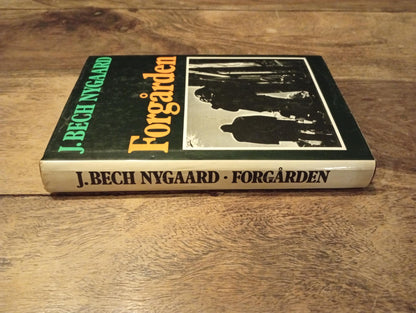 J. BECH NYGAARD
Forgården
J. BECH NYGAARD · FORGÅRDEN